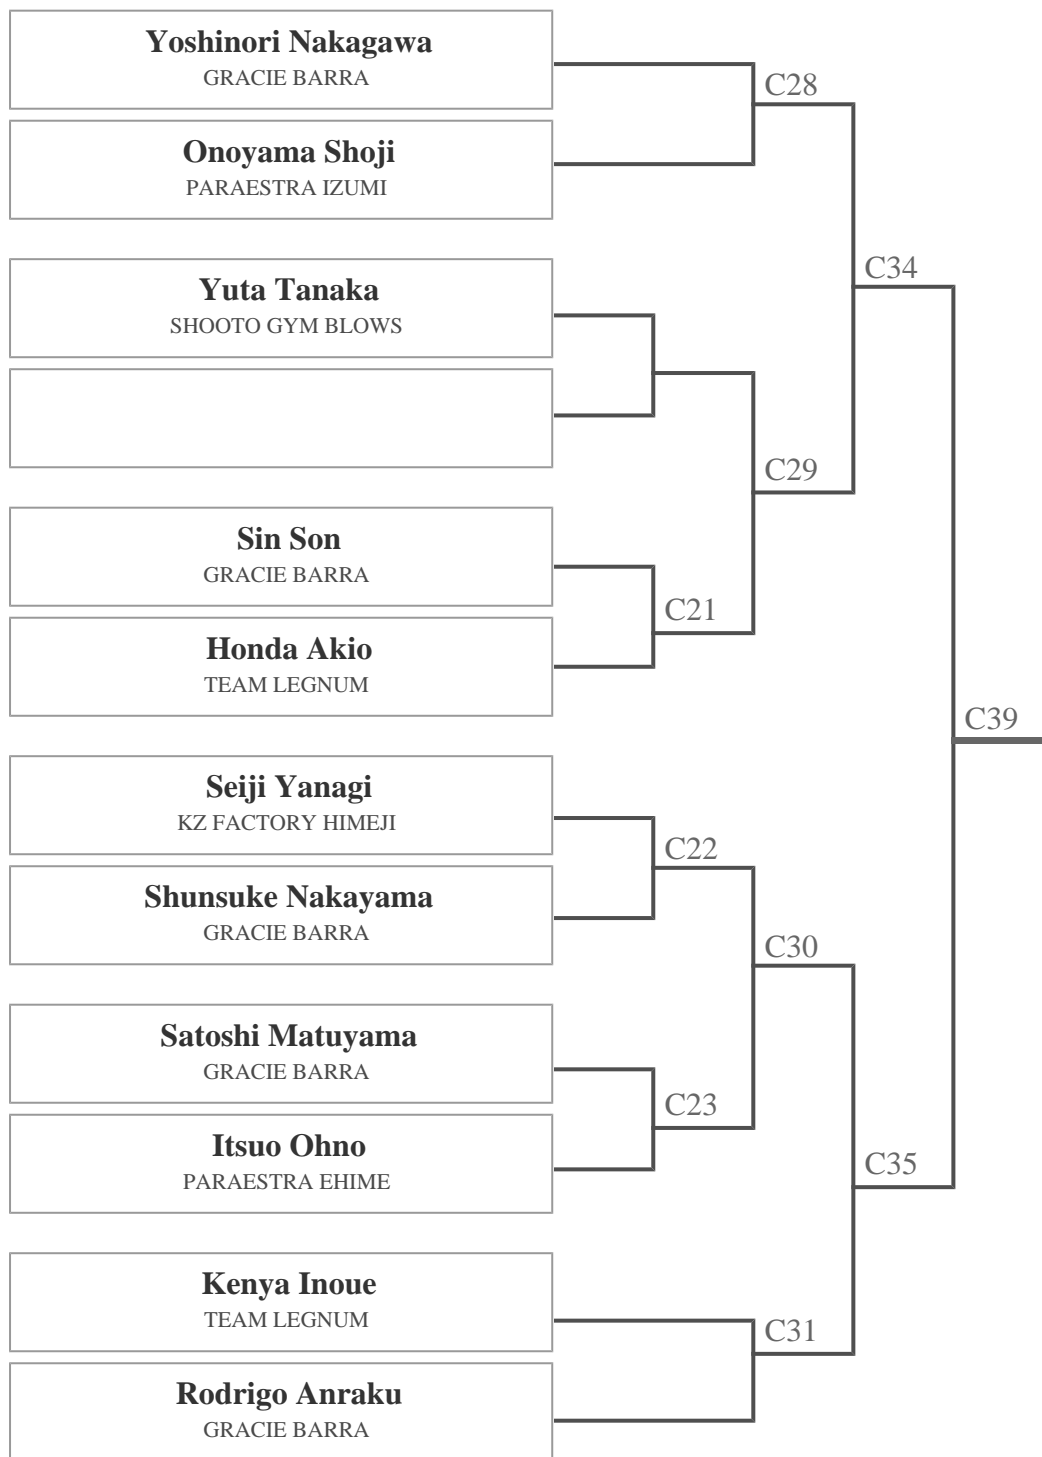 Yoshinori Nakagawa
GRACIE BARRA
C28
Onoyama Shoji
PARAESTRA IZUMI
C34
Yuta Tanaka
SHOOTO GYM BLOWS
C29
Sin Son
GRACIE BARRA
C21
Honda Akio
TEAM LEGNUM
C39
Seiji Yanagi
KZ FACTORY HIMEJI
C22
Shunsuke Nakayama
GRACIE BARRA
C30
Satoshi Matuyama
GRACIE BARRA
C23
Itsuo Ohno
PARAESTRA EHIME
C35
Kenya Inoue
TEAM LEGNUM
C31
Rodrigo Anraku
GRACIE BARRA